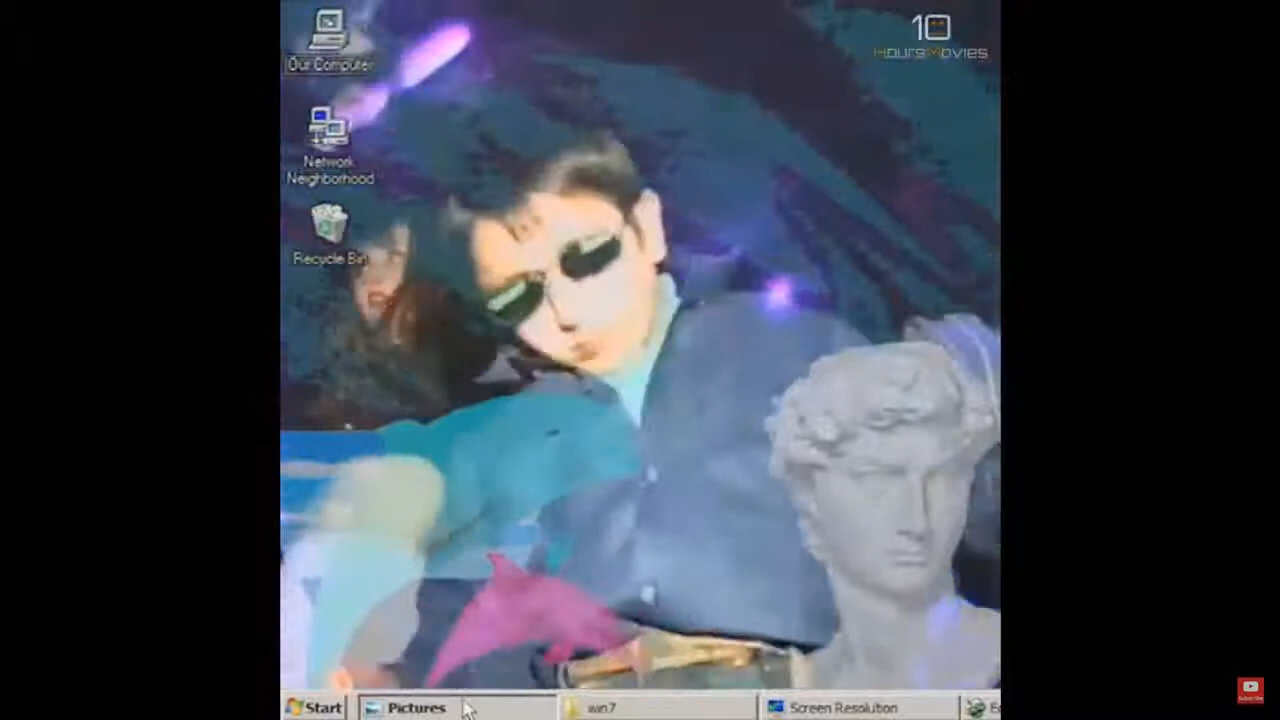 Our Computer
10
HoursMovies
Network
Neighborhood
Recycle Bin
Start
Pictures
win7
Screen Resolution